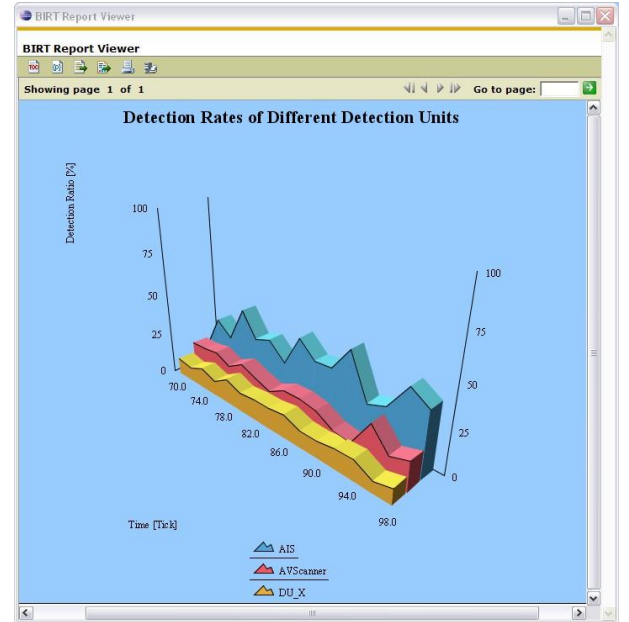 BIRT Report Viewer
BIRT Report Viewer
TOC
Showing page 1 of 1
Go to page:
Detection Rates of Different Detection Units
Detection Ratio [%]
100
75
50
25
0
100
75
50
25
0
70.0
74.0
78.0
82.0
86.0
90.0
94.0
98.0
Time [Tick]
AIS
AVScanner
DU_X